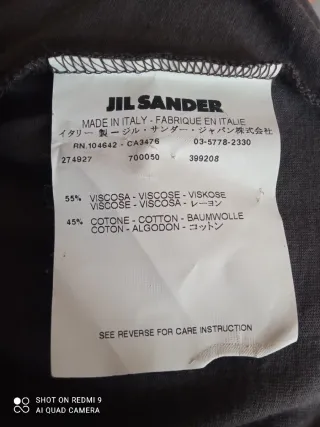 JIL SANDER
MADE IN ITALY - FABRIQUE EN ITALIE
イタリー 製 ージル・サンダー・ジャパン株式会社
RN.104642 - CA3476 03-5778-2330
274927 700050 399208
55% VISCOSA - VISCOSE - VISKOSE
VISCOSE - VISCOSA - レーヨン
45% COTONE - COTTON - BAUMWOLLE
COTON - ALGODON - コットン
SEE REVERSE FOR CARE INSTRUCTION
SHOT ON REDMI 9
AI QUAD CAMERA